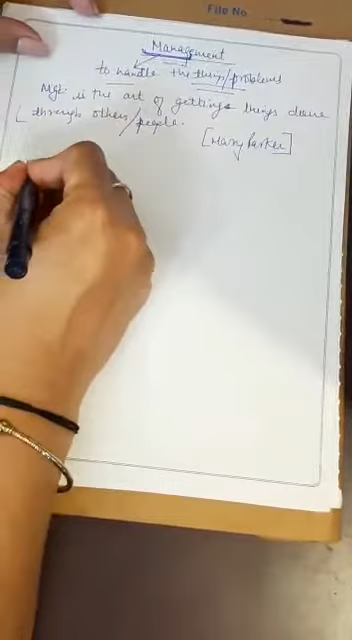 File No
Management
to handle the things/problems
Mgt. is the art of gettings things done
through others/people.
[Mary Parker]